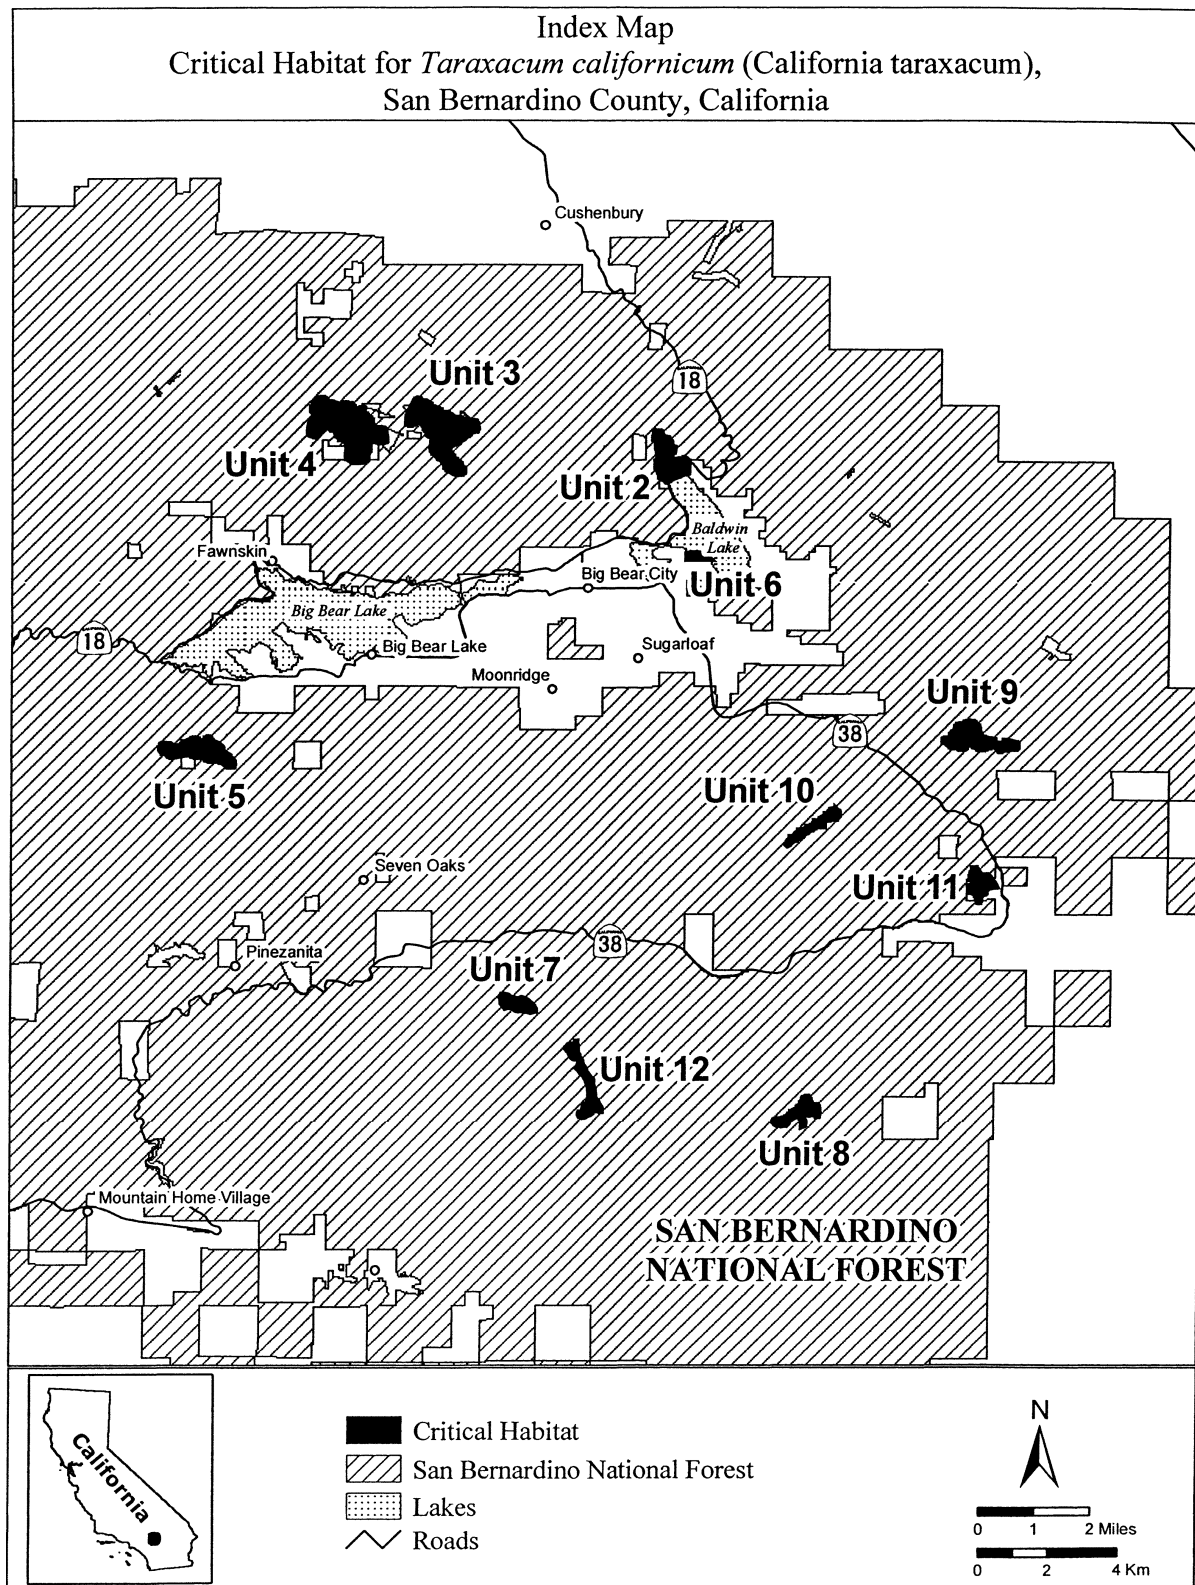 Index Map
Critical Habitat for Taraxacum californicum (California taraxacum),
San Bernardino County, California
Cushenbury
Unit 3
CALIFORNIA
18
Unit 4
Unit 2
Baldwin
Lake
Fawnskin
Big Bear City
Unit 6
Big Bear Lake
18
Big Bear Lake
Sugarloaf
Moonridge
Unit 9
38
Unit 5
Unit 10
Seven Oaks
Unit 11
38
Pinezanita
Unit 7
Unit 12
Unit 8
Mountain Home Village
SAN BERNARDINO
NATIONAL FOREST
California
Critical Habitat
San Bernardino National Forest
Lakes
Roads
N
0 1 2 Miles
0 2 4 Km